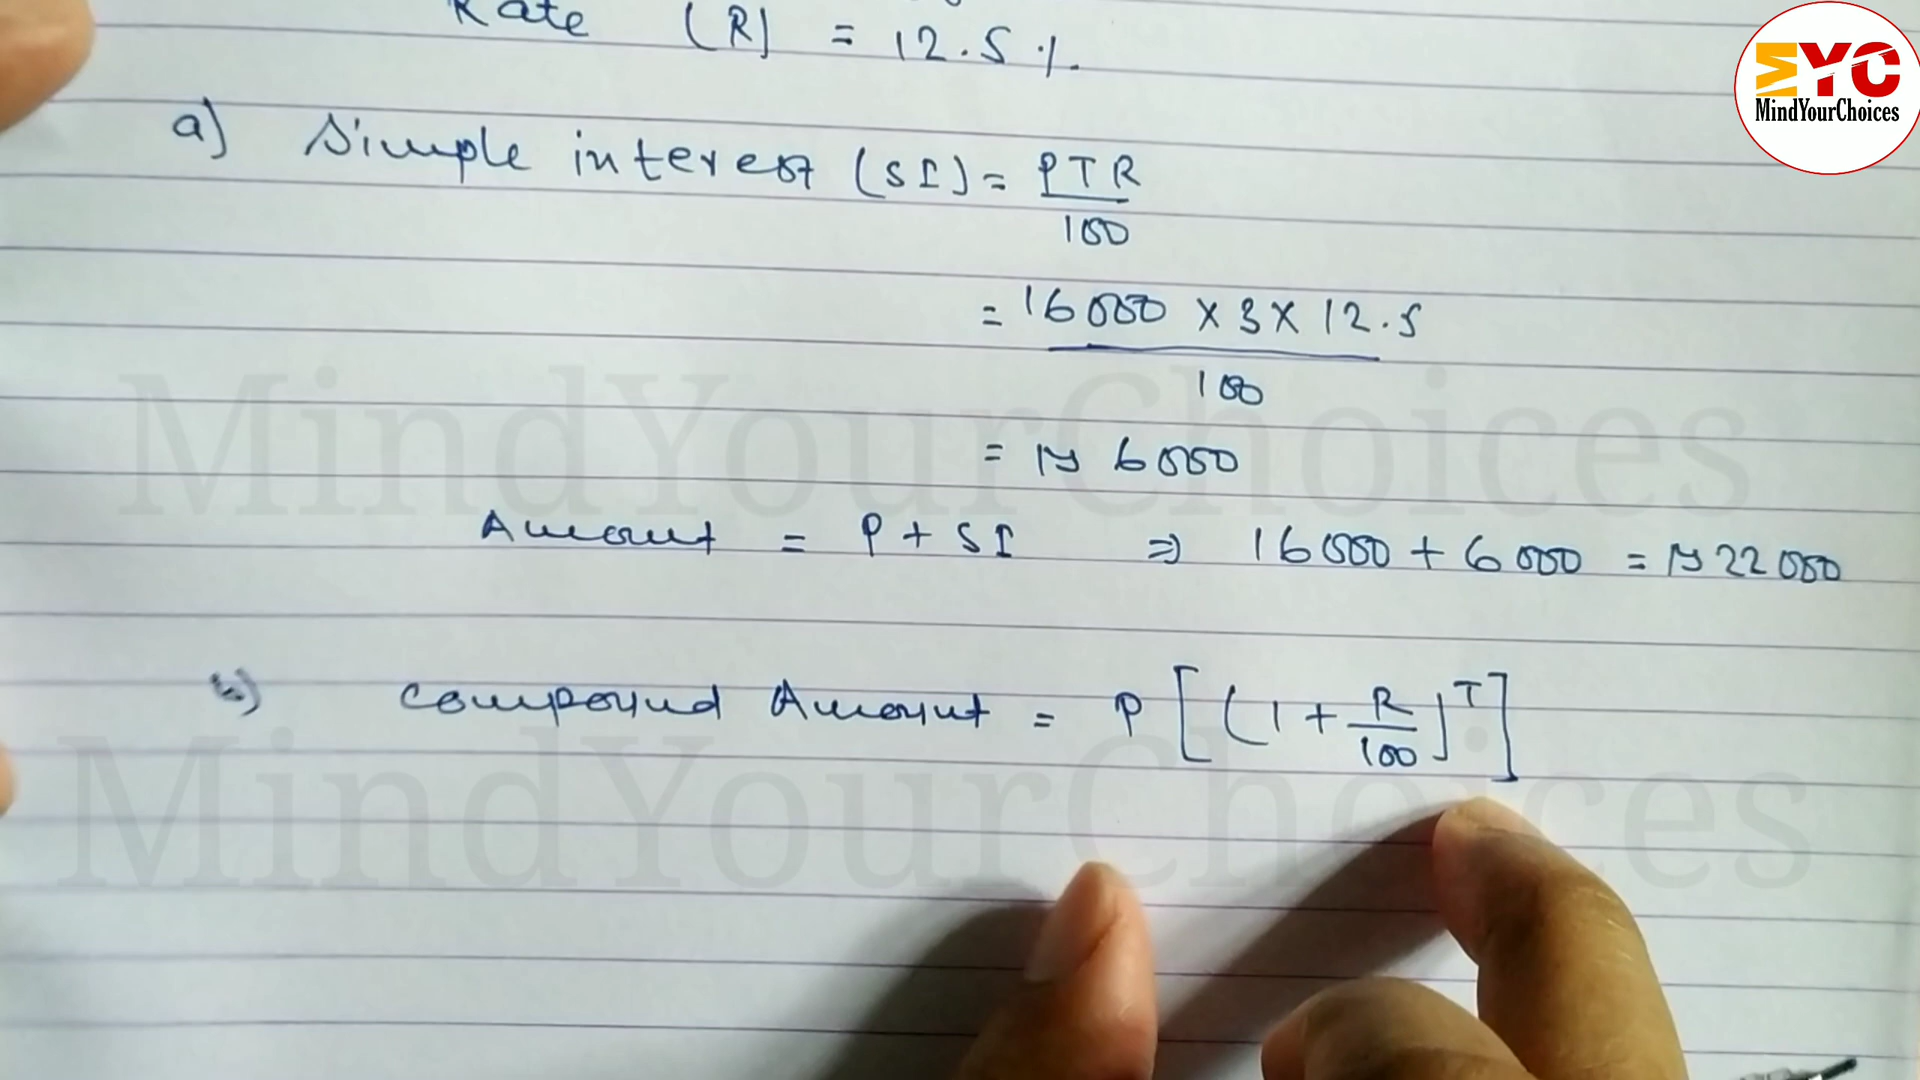 Rate (R) = 12.5 %.
MYC
MindYourChoices
a) Simple interest (SI) = PTR
100
= 16000 × 3 × 12.5
100
= Rs 6000
Amount = P + SI ⇒ 16000 + 6000 = Rs 22000
b) Compound Amount = P [ (1 + R/100)^T ]
MindYourChoices
MindYourChoices